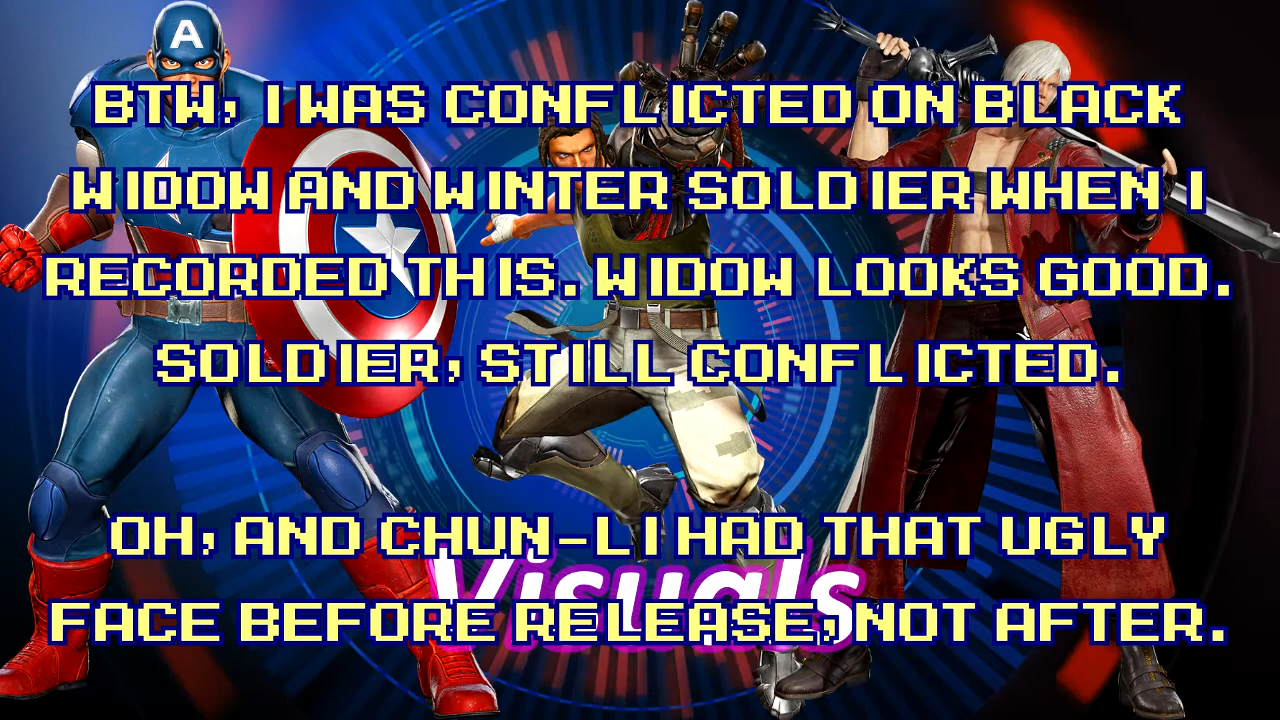 BTW, I WAS CONFLICTED ON BLACK
WIDOW AND WINTER SOLDIER WHEN I
RECORDED THIS. WIDOW LOOKS GOOD.
SOLDIER, STILL CONFLICTED.
OH, AND CHUN-LI HAD THAT UGLY
Visuals
FACE BEFORE RELEASE, NOT AFTER.
A